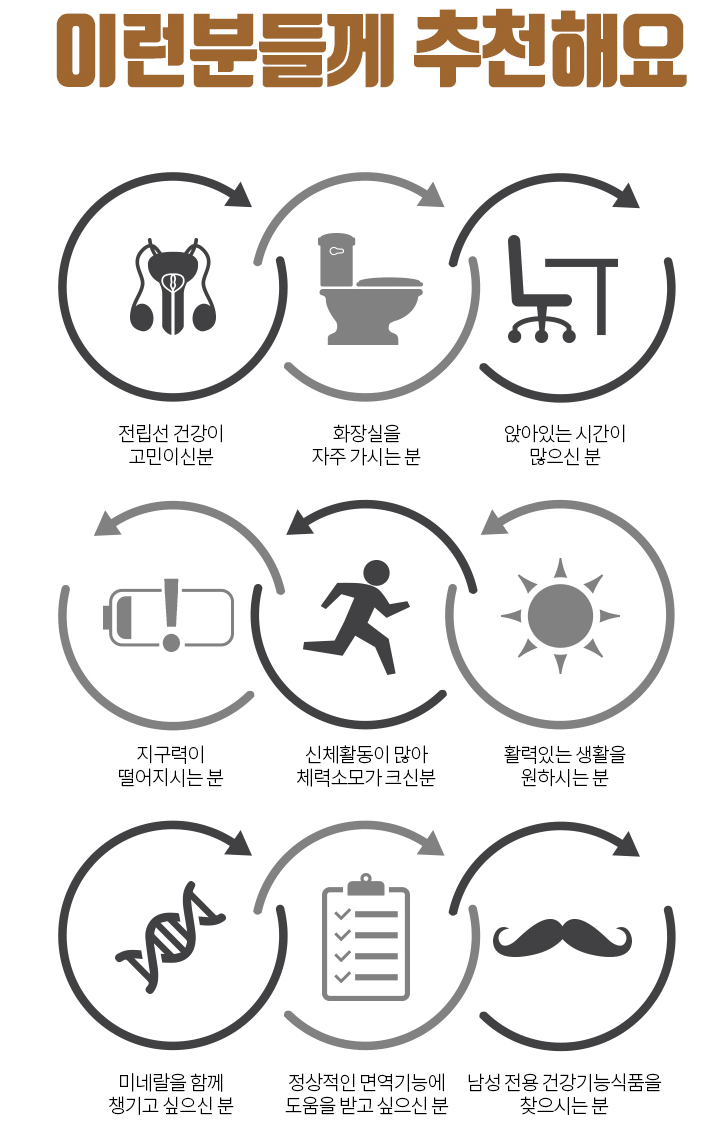 이런분들께 추천해요
전립선 건강이
고민이신분
화장실을
자주 가시는 분
앉아있는 시간이
많으신 분
지구력이
떨어지시는 분
신체활동이 많아
체력소모가 크신분
활력있는 생활을
원하시는 분
미네랄을 함께
챙기고 싶으신 분
정상적인 면역기능에
도움을 받고 싶으신 분
남성 전용 건강기능식품을
찾으시는 분